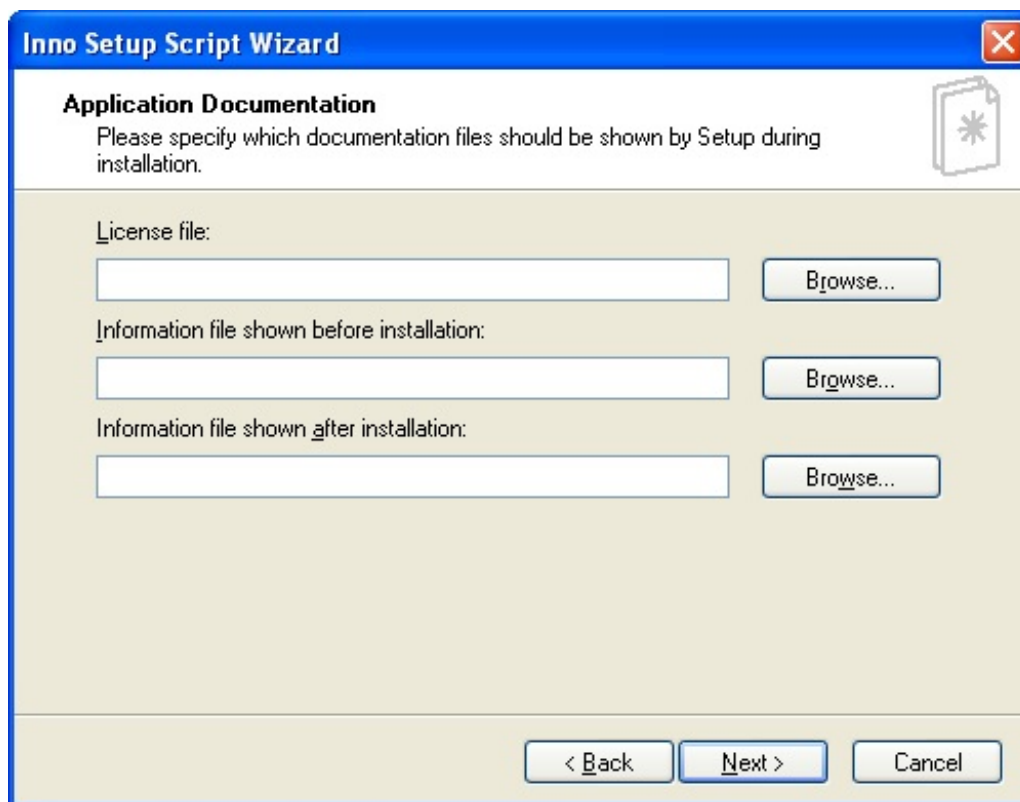 Inno Setup Script Wizard
Application Documentation
Please specify which documentation files should be shown by Setup during
installation.
License file:
Browse...
Information file shown before installation:
Browse...
Information file shown after installation:
Browse...
< Back
Next >
Cancel